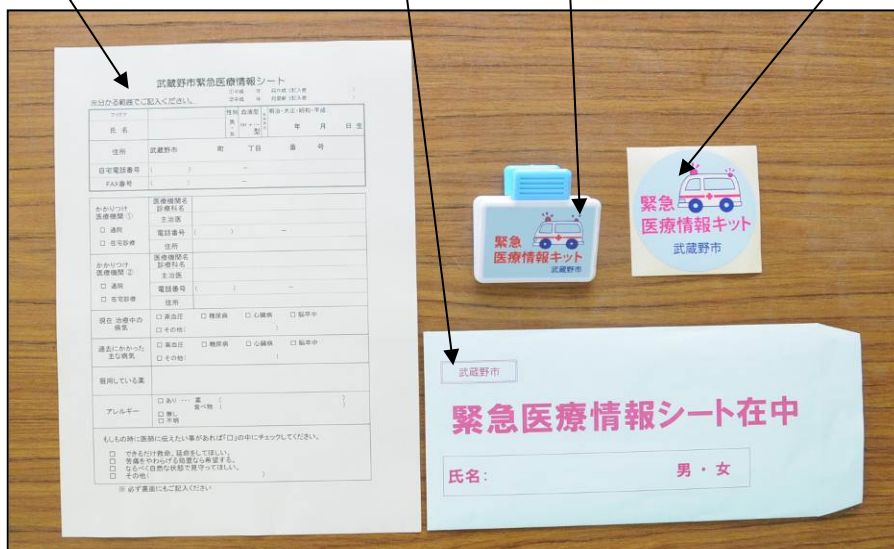 武蔵野市緊急医療情報シート
※分かる範囲でご記入ください。
フリガナ
氏 名
性別
血液型
明治・大正・昭和・平成
年 月 日 生
住所
武蔵野市 町 丁目 番 号
自宅電話番号 ( ) －
FAX番号 ( ) －
かかりつけ
医療機関 ①
□ 通院
□ 在宅診療
医療機関名
診療科名
主治医
電話番号 ( ) －
住所
かかりつけ
医療機関 ②
□ 通院
□ 在宅診療
医療機関名
診療科名
主治医
電話番号 ( ) －
住所
現在 治療中の
病気
□ 高血圧 □ 糖尿病 □ 心臓病 □ 脳卒中
□ その他( )
過去にかかった
主な病気
□ 高血圧 □ 糖尿病 □ 心臓病 □ 脳卒中
□ その他( )
服用している薬
アレルギー
□ あり … 薬 ( )
食べ物 ( )
□ 無し
□ 不明
もしもの時に医師に伝えたい事があれば「□」の中にチェックしてください。
□ できるだけ救命、延命をしてほしい。
□ 苦痛をやわらげる処置なら希望する。
□ なるべく自然な状態で見守ってほしい。
□ その他( )
※ 必ず裏面にもご記入ください
緊急
医療情報キット
武蔵野市
緊急
医療情報キット
武蔵野市
武蔵野市
緊急医療情報シート在中
氏名： 男 ・ 女